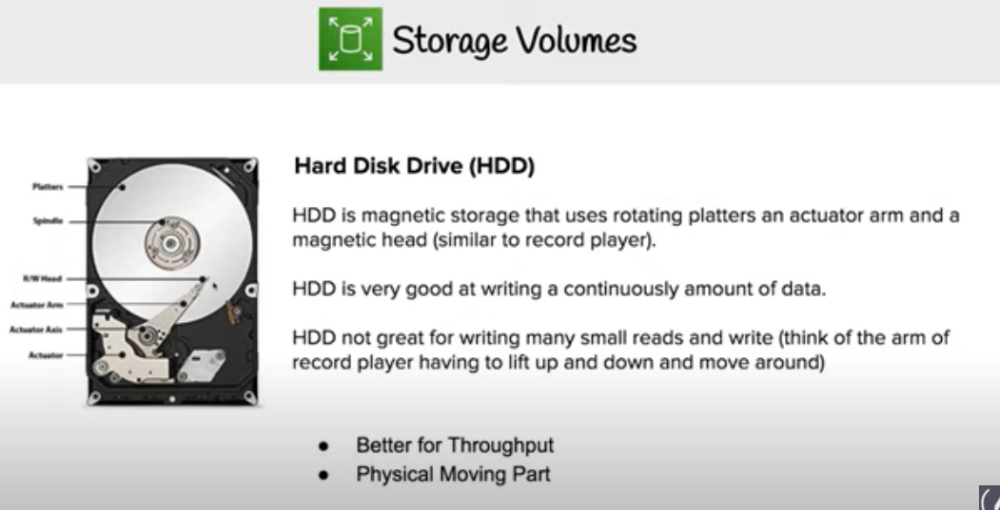 Storage Volumes
Hard Disk Drive (HDD)
HDD is magnetic storage that uses rotating platters an actuator arm and a
magnetic head (similar to record player).
HDD is very good at writing a continuously amount of data.
HDD not great for writing many small reads and write (think of the arm of
record player having to lift up and down and move around)
Platters
Spindle
R/W Head
Actuator Arm
Actuator Axis
Actuator
• Better for Throughput
• Physical Moving Part